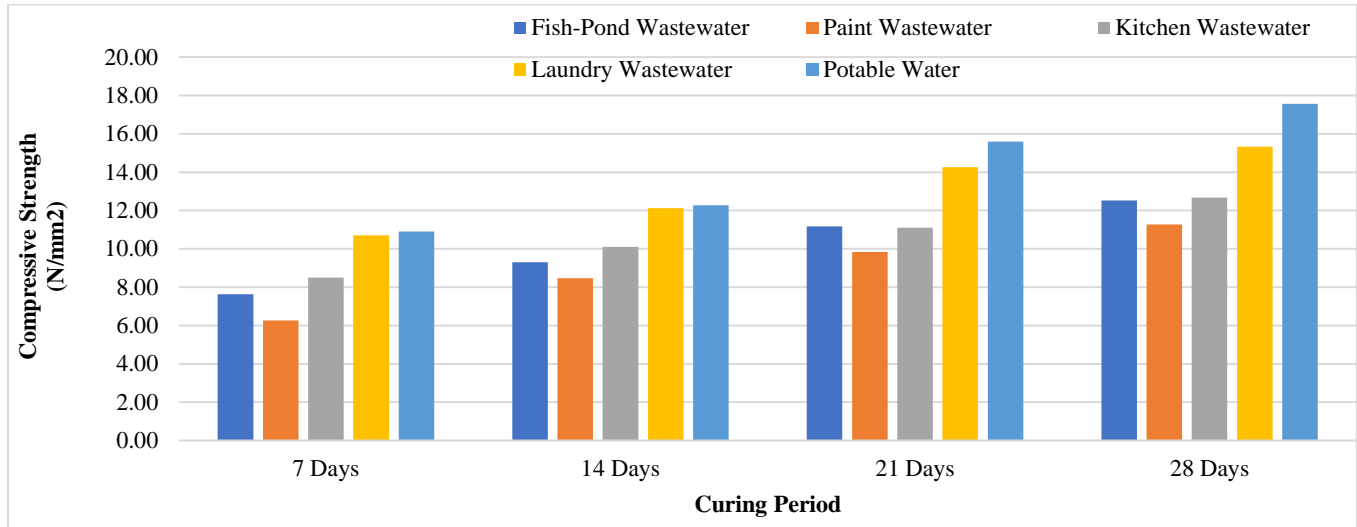 Fish-Pond Wastewater
Paint Wastewater
Kitchen Wastewater
Laundry Wastewater
Potable Water
20.00
18.00
16.00
14.00
12.00
10.00
8.00
6.00
4.00
2.00
0.00
Compressive Strength
(N/mm2)
7 Days
14 Days
21 Days
28 Days
Curing Period